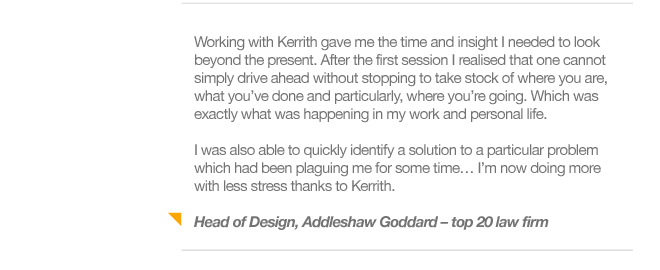 Working with Kerrith gave me the time and insight I needed to look
beyond the present. After the first session I realised that one cannot
simply drive ahead without stopping to take stock of where you are,
what you’ve done and particularly, where you’re going. Which was
exactly what was happening in my work and personal life.
I was also able to quickly identify a solution to a particular problem
which had been plaguing me for some time… I’m now doing more
with less stress thanks to Kerrith.
Head of Design, Addleshaw Goddard – top 20 law firm